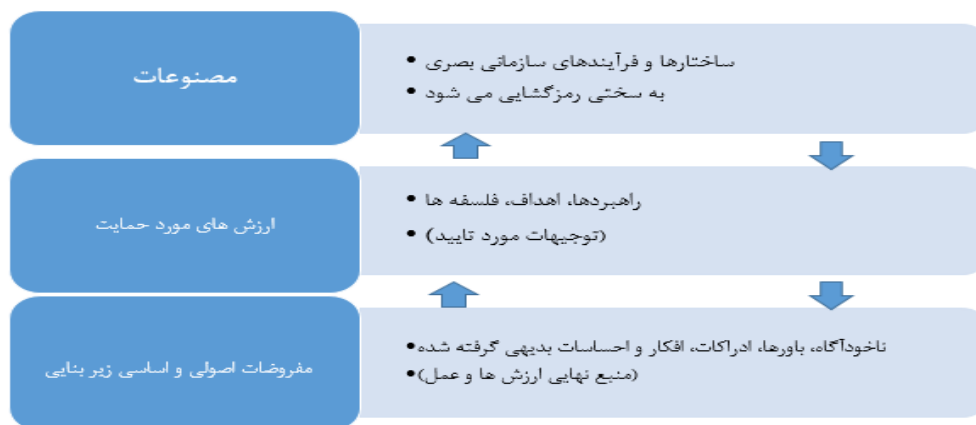 مصنوعات
• ساختارها و فرآیندهای سازمانی بصری
• به سختی رمزگشایی می شود
ارزش های مورد حمایت
• راهبردها، اهداف، فلسفه ها
• (توجیهات مورد تایید)
مفروضات اصولی و اساسی زیر بنایی
• ناخودآگاه، باورها، ادراکات، افکار و احساسات بدیهی گرفته شده
• (منبع نهایی ارزش ها و عمل)